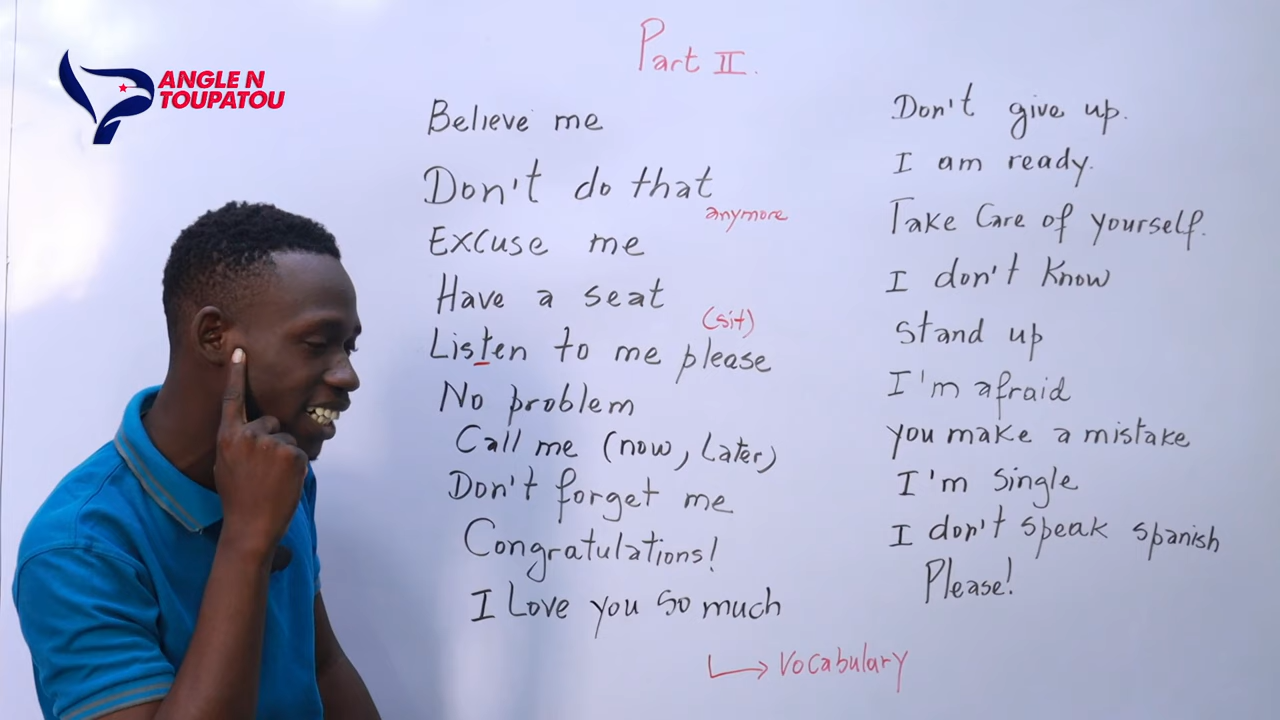 ANGLE N
TOUPATOU
Part II.
Believe me
Don't do that
anymore
Excuse me
Have a seat
(sit)
Listen to me please
No problem
Call me (now, Later)
Don't forget me
Congratulations!
I Love you so much
Don't give up.
I am ready.
Take Care of yourself.
I don't know
Stand up
I'm afraid
you make a mistake
I'm single
I don't speak spanish
Please!
Vocabulary